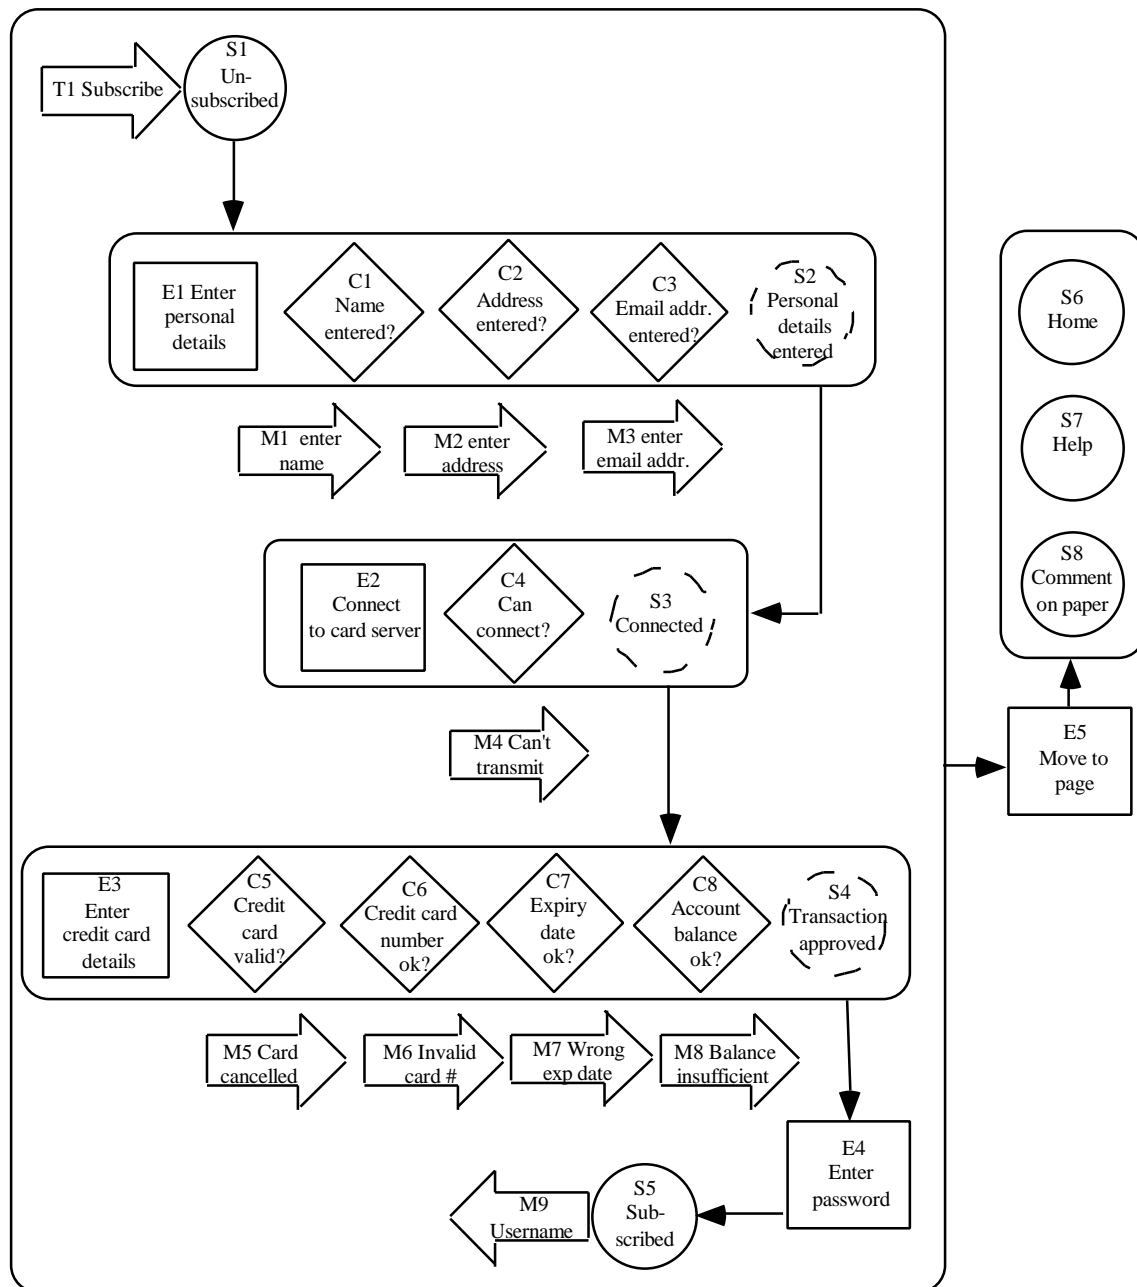 T1 Subscribe
S1
Un-
subscribed
E1 Enter
personal
details
C1
Name
entered?
C2
Address
entered?
C3
Email addr.
entered?
S2
Personal
details
entered
M1 enter
name
M2 enter
address
M3 enter
email addr.
E2
Connect
to card server
C4
Can
connect?
S3
Connected
M4 Can't
transmit
E3
Enter
credit card
details
C5
Credit
card
valid?
C6
Credit card
number
ok?
C7
Expiry
date
ok?
C8
Account
balance
ok?
S4
Transaction
approved
M5 Card
cancelled
M6 Invalid
card #
M7 Wrong
exp date
M8 Balance
insufficient
E4
Enter
password
S5
Sub-
scribed
M9
Username
S6
Home
S7
Help
S8
Comment
on paper
E5
Move to
page